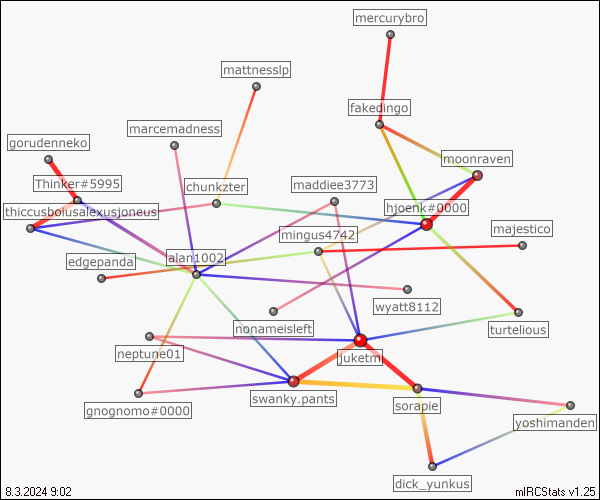 mercurybro
mattnesslp
fakedingo
marcemadness
gorudenneko
moonraven
Thinker#5995
chunkzter
maddiee3773
thiccusboiusalexusjoneus
hjoenk#0000
majestico
mingus4742
edgepanda
alan1002
wyatt8112
nonameisleft
turtelious
neptune01
juketm
swanky.pants
gnognomo#0000
sorapie
yoshimanden
dick_yunkus
8.3.2024 9:02
mIRCStats v1.25